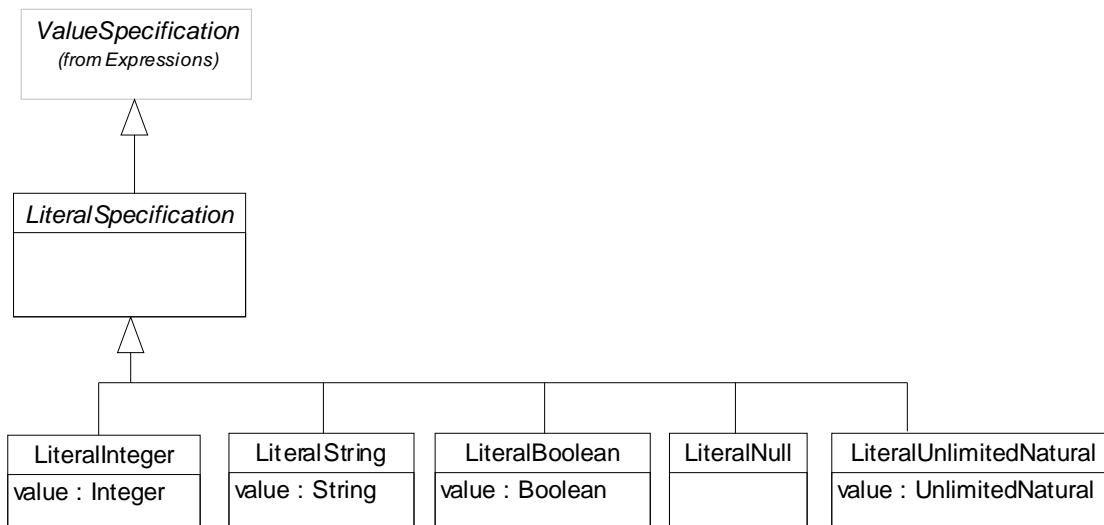 ValueSpecification
(from Expressions)
LiteralSpecification
LiteralInteger
value : Integer
LiteralString
value : String
LiteralBoolean
value : Boolean
LiteralNull
LiteralUnlimitedNatural
value : UnlimitedNatural